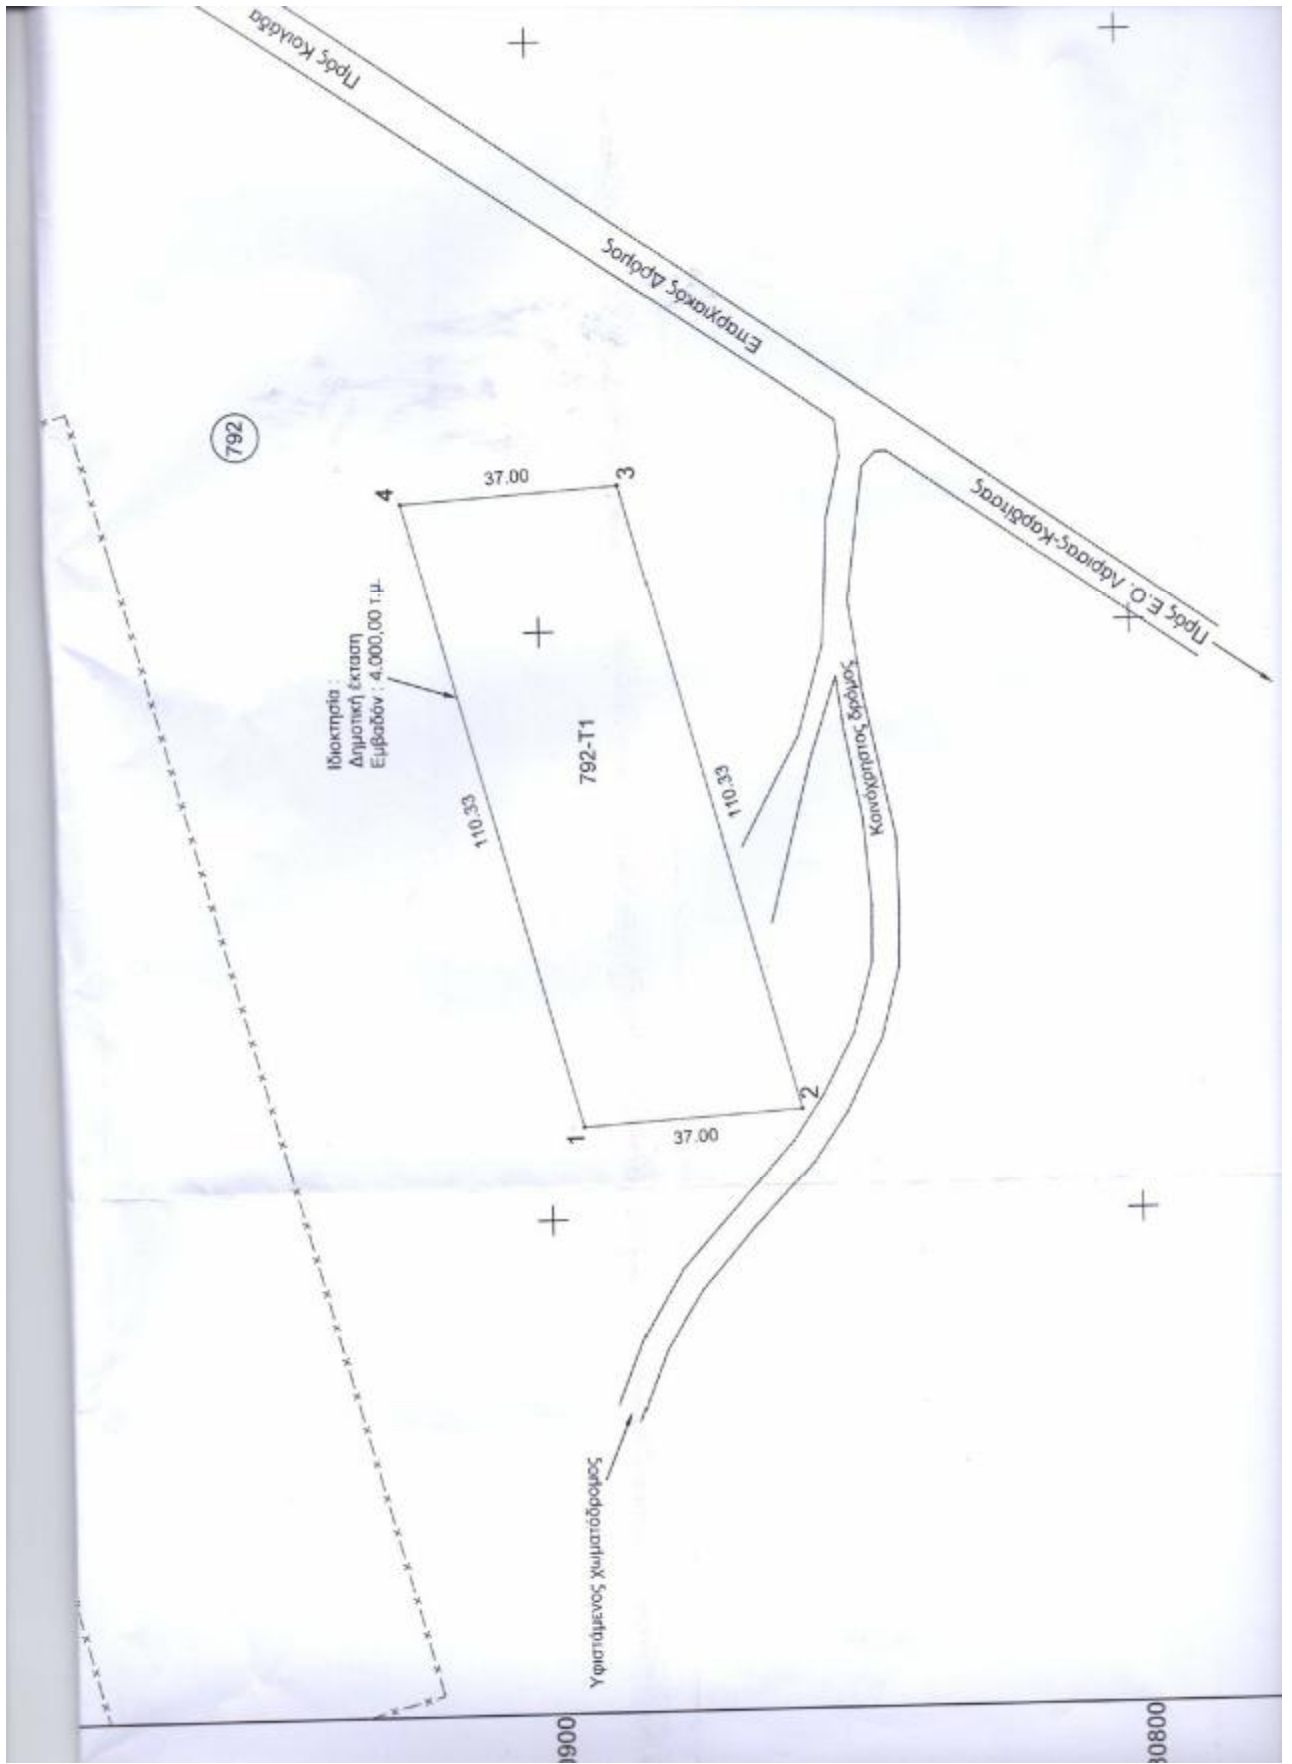 Πρός Κοιλάδα
Επαρχιακός Δρόμος
Πρός Ε.Ο. Λάρισας-Καρδίτσας
792
4
37.00
3
Ιδιοκτησία :
Δημοτική έκταση
Εμβαδόν : 4.000,00 τ.μ.
110.33
792-Τ1
110.33
Κοινόχρηστος δρόμος
1
37.00
2
Υφιστάμενος Χωματόδρομος
0900
80800